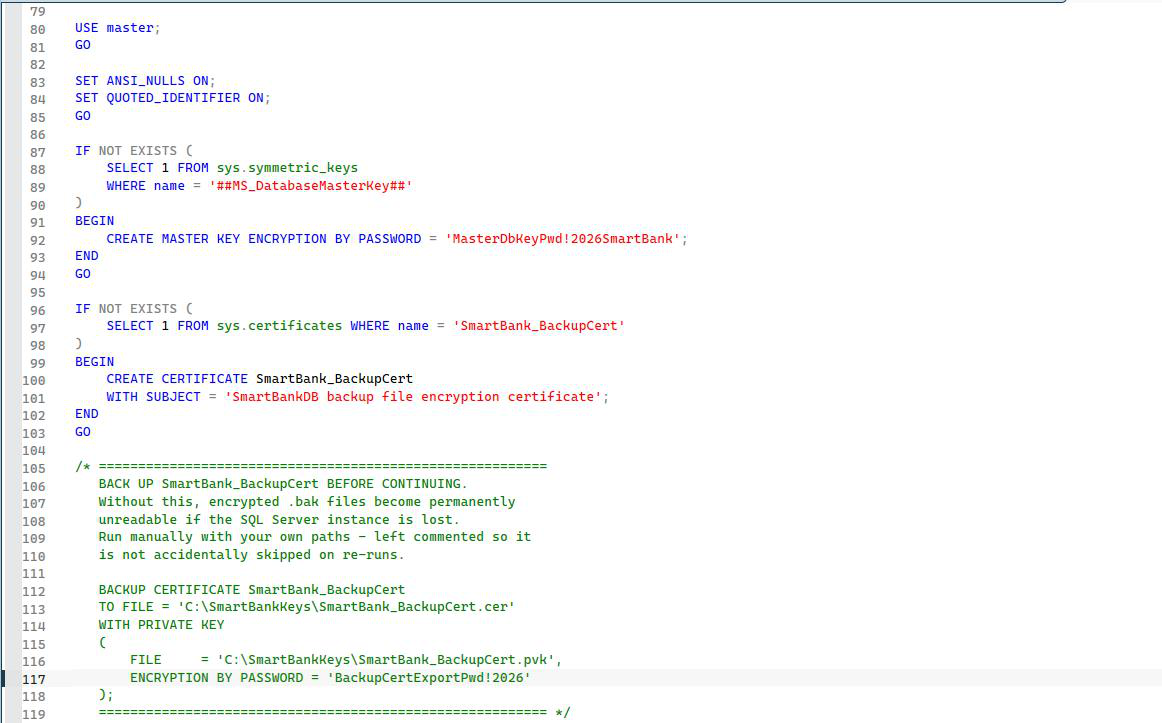 79
80 USE master;
81 GO
82
83 SET ANSI_NULLS ON;
84 SET QUOTED_IDENTIFIER ON;
85 GO
86
87 IF NOT EXISTS (
88     SELECT 1 FROM sys.symmetric_keys
89     WHERE name = '##MS_DatabaseMasterKey##'
90 )
91 BEGIN
92     CREATE MASTER KEY ENCRYPTION BY PASSWORD = 'MasterDbKeyPwd!2026SmartBank';
93 END
94 GO
95
96 IF NOT EXISTS (
97     SELECT 1 FROM sys.certificates WHERE name = 'SmartBank_BackupCert'
98 )
99 BEGIN
100     CREATE CERTIFICATE SmartBank_BackupCert
101     WITH SUBJECT = 'SmartBankDB backup file encryption certificate';
102 END
103 GO
104
105 /* =========================================================
106    BACK UP SmartBank_BackupCert BEFORE CONTINUING.
107    Without this, encrypted .bak files become permanently
108    unreadable if the SQL Server instance is lost.
109    Run manually with your own paths - left commented so it
110    is not accidentally skipped on re-runs.
111
112    BACKUP CERTIFICATE SmartBank_BackupCert
113    TO FILE = 'C:\SmartBankKeys\SmartBank_BackupCert.cer'
114    WITH PRIVATE KEY
115    (
116        FILE     = 'C:\SmartBankKeys\SmartBank_BackupCert.pvk',
117        ENCRYPTION BY PASSWORD = 'BackupCertExportPwd!2026'
118    );
119    ========================================================= */